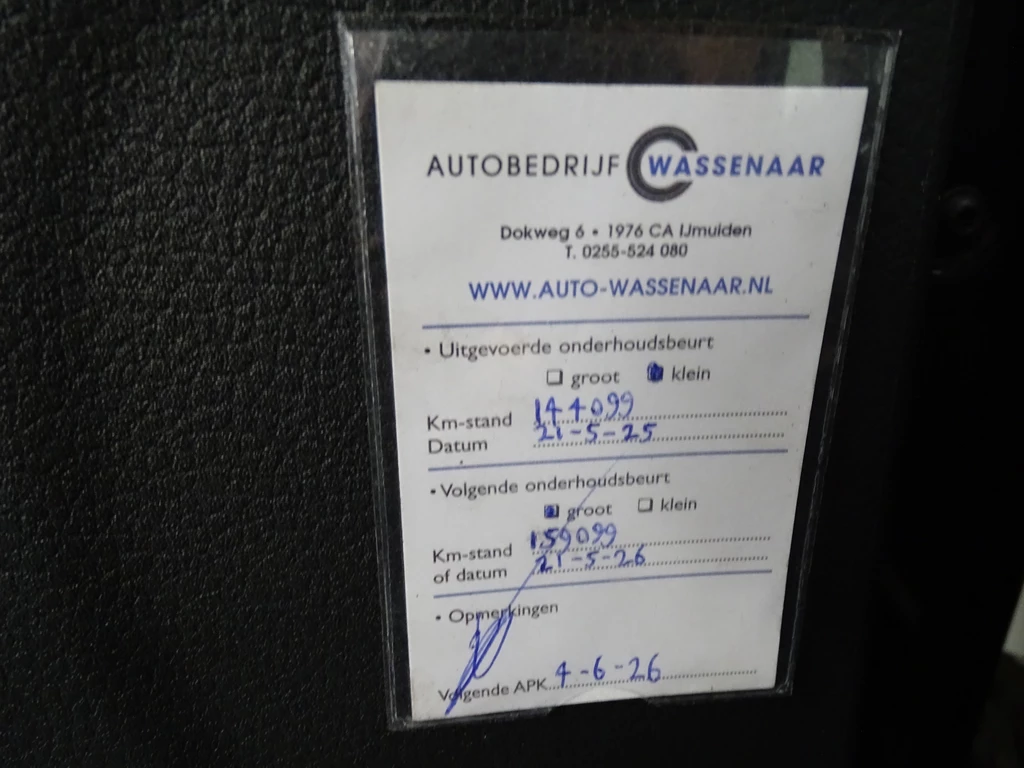 AUTOBEDRIJF WASSENAAR
Dokweg 6 • 1976 CA IJmuiden
T. 0255-524 080
WWW.AUTO-WASSENAAR.NL
• Uitgevoerde onderhoudsbeurt
groot klein
Km-stand 144099
Datum 21-5-25
• Volgende onderhoudsbeurt
groot klein
Km-stand 159099
of datum 21-5-26
• Opmerkingen
Volgende APK 4-6-26